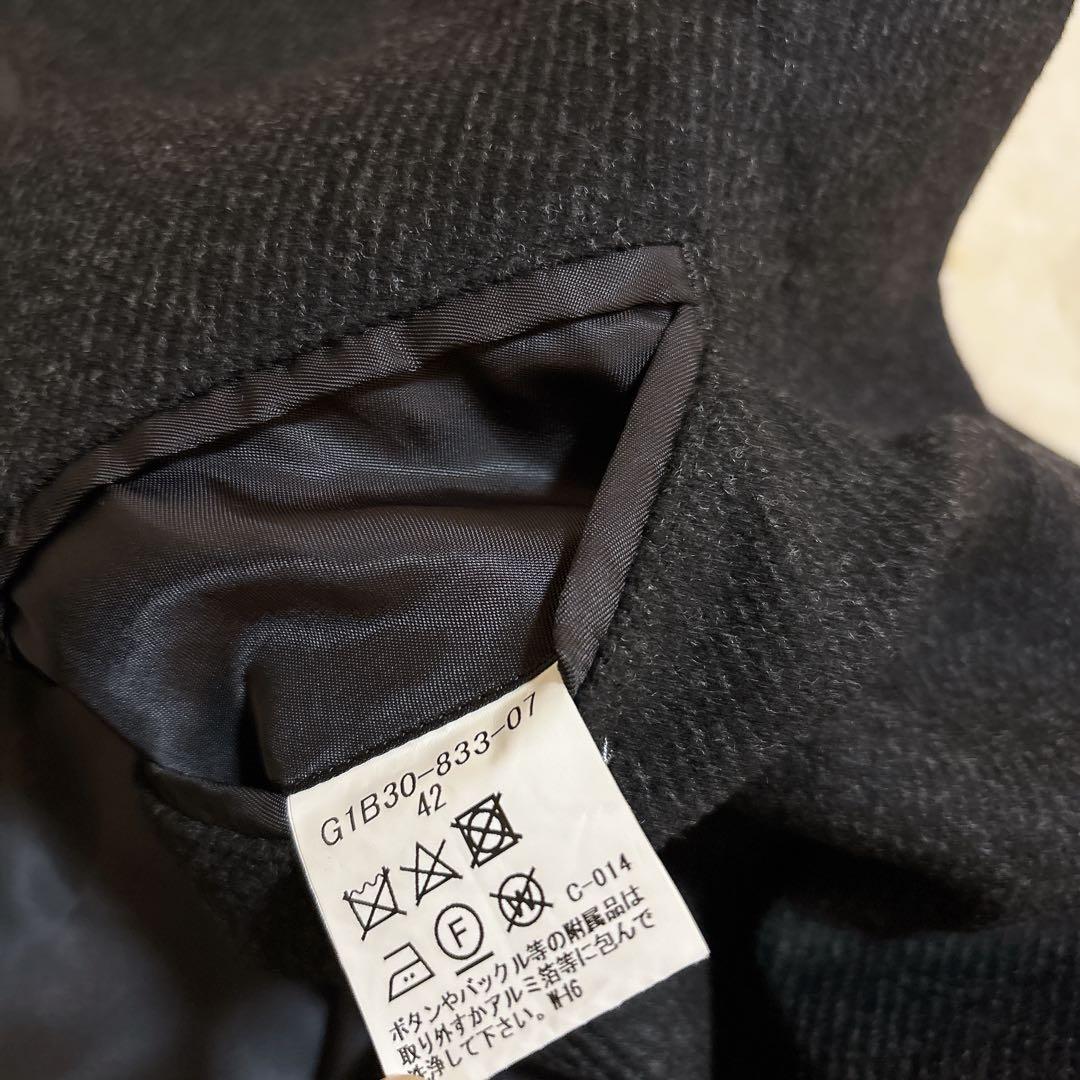 G1B30-833-07
42
F W C-014
ボタンやバックル等の附属品は
取り外すかアルミ箔等に包んで
洗浄して下さい。 W-16